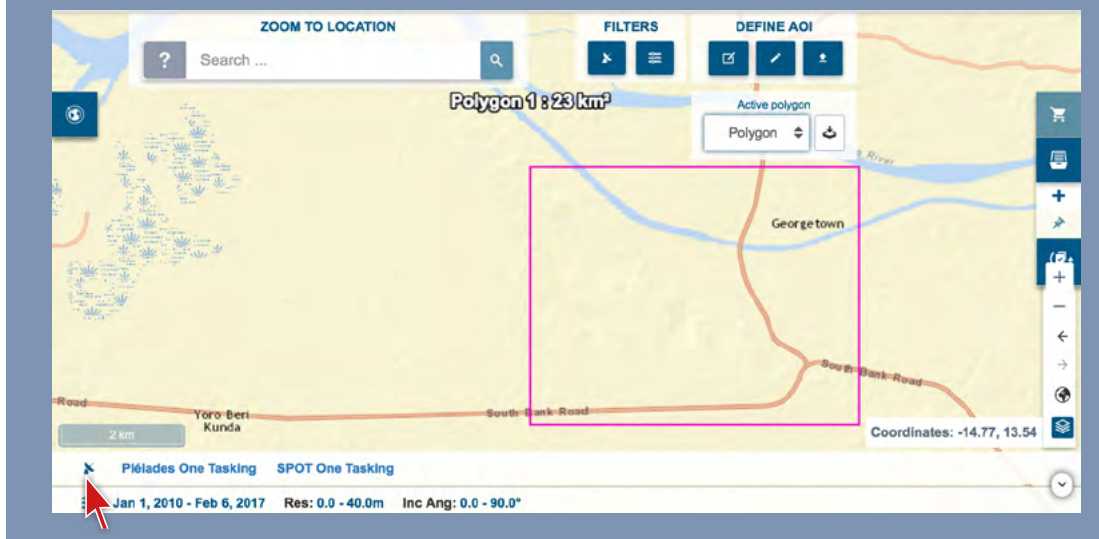 ZOOM TO LOCATION
FILTERS
DEFINE AOI
? Search ...
Polygon 1 : 23 km²
Active polygon
Polygon
River
Georgetown
South Bank Road
Road
Yoro Beri
Kunda
South Bank Road
2 km
Coordinates: -14.77, 13.54
Pléiades One Tasking SPOT One Tasking
Jan 1, 2010 - Feb 6, 2017 Res: 0.0 - 40.0m Inc Ang: 0.0 - 90.0°